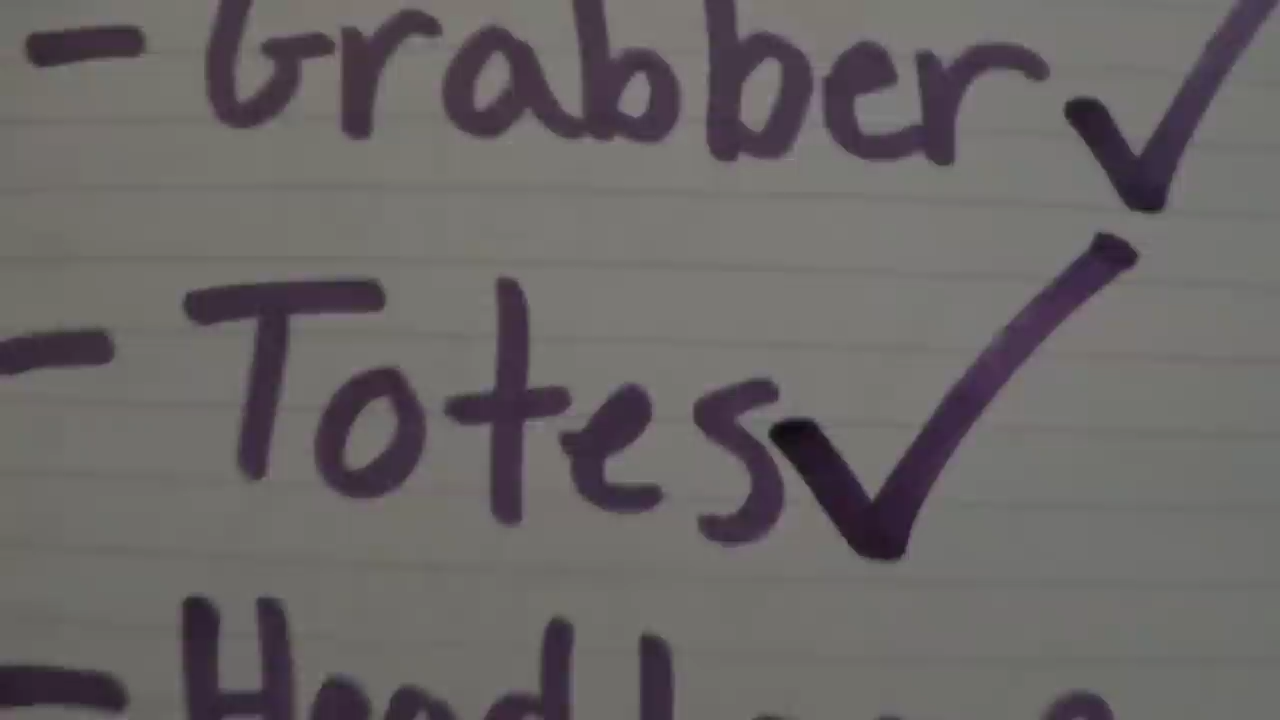 - Grabber ✓
- Totes ✓